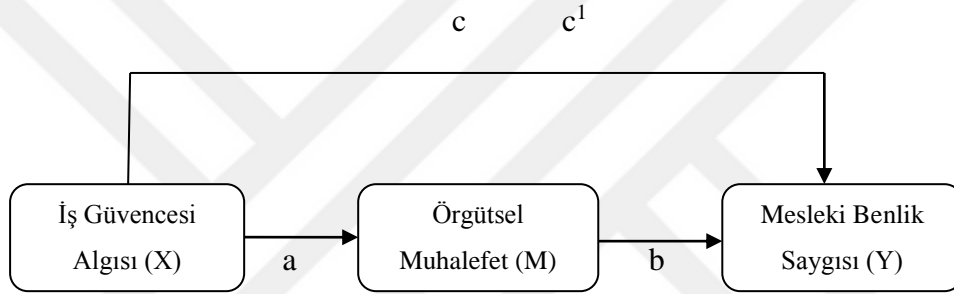 c c¹
İş Güvencesi
Algısı (X)
a
Örgütsel
Muhalefet (M)
b
Mesleki Benlik
Saygısı (Y)